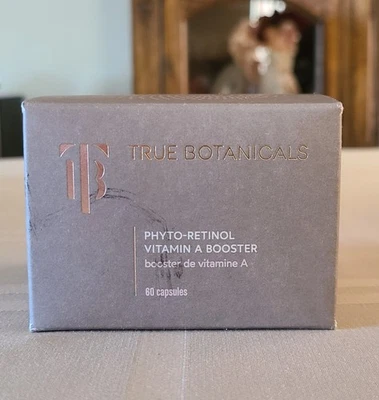 TB
TRUE BOTANICALS
PHYTO-RETINOL
VITAMIN A BOOSTER
booster de vitamine A
60 capsules